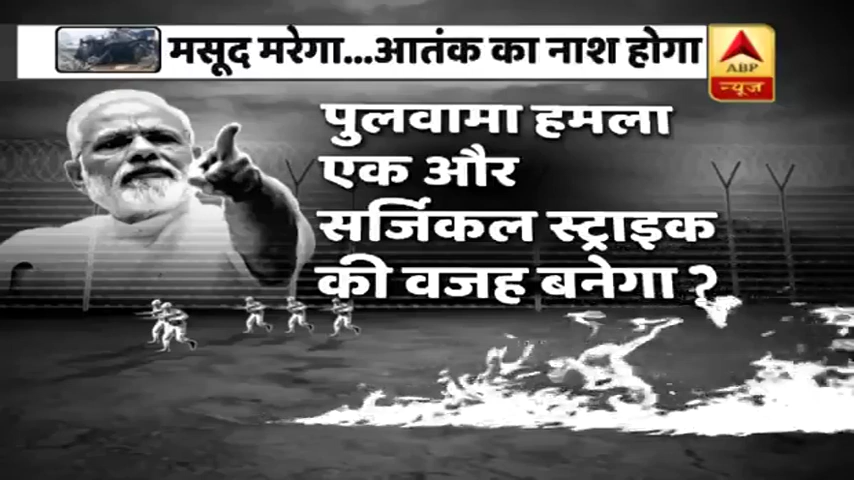 मसूद मरेगा...आतंक का नाश होगा
ABP
न्यूज़
पुलवामा हमला
एक और
सर्जिकल स्ट्राइक
की वजह बनेगा ?